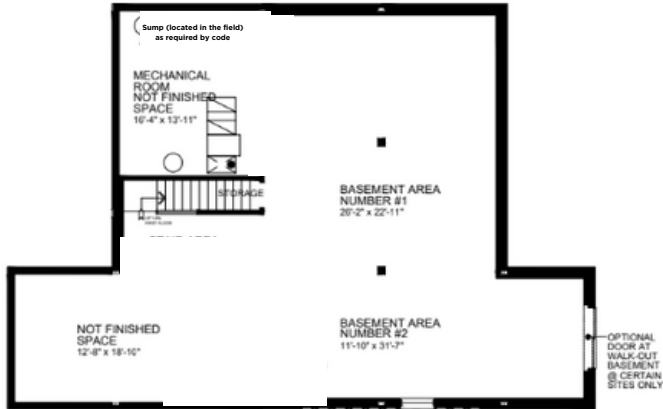 Sump (located in the field)
as required by code
MECHANICAL
ROOM
NOT FINISHED
SPACE
16'-4" x 13'-11"
STORAGE
BASEMENT AREA
NUMBER #1
26'-2" x 22'-11"
NOT FINISHED
SPACE
12'-8" x 18'-10"
BASEMENT AREA
NUMBER #2
11'-10" x 31'-7"
OPTIONAL
DOOR AT
WALK-OUT
BASEMENT
@ CERTAIN
SITES ONLY